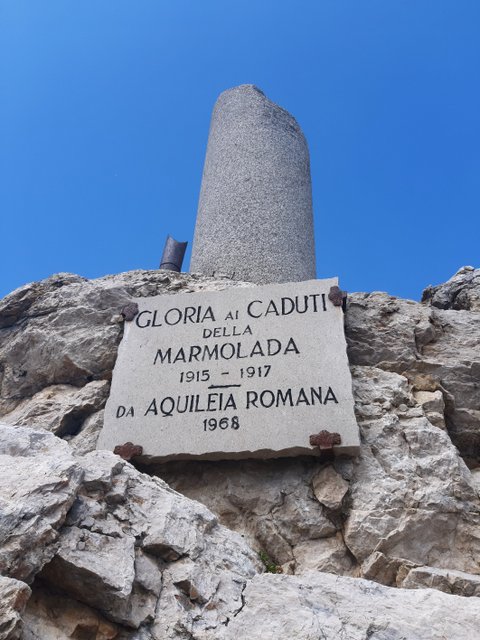 GLORIA AI CADUTI
DELLA
MARMOLADA
1915 - 1917
DA AQUILEIA ROMANA
1968